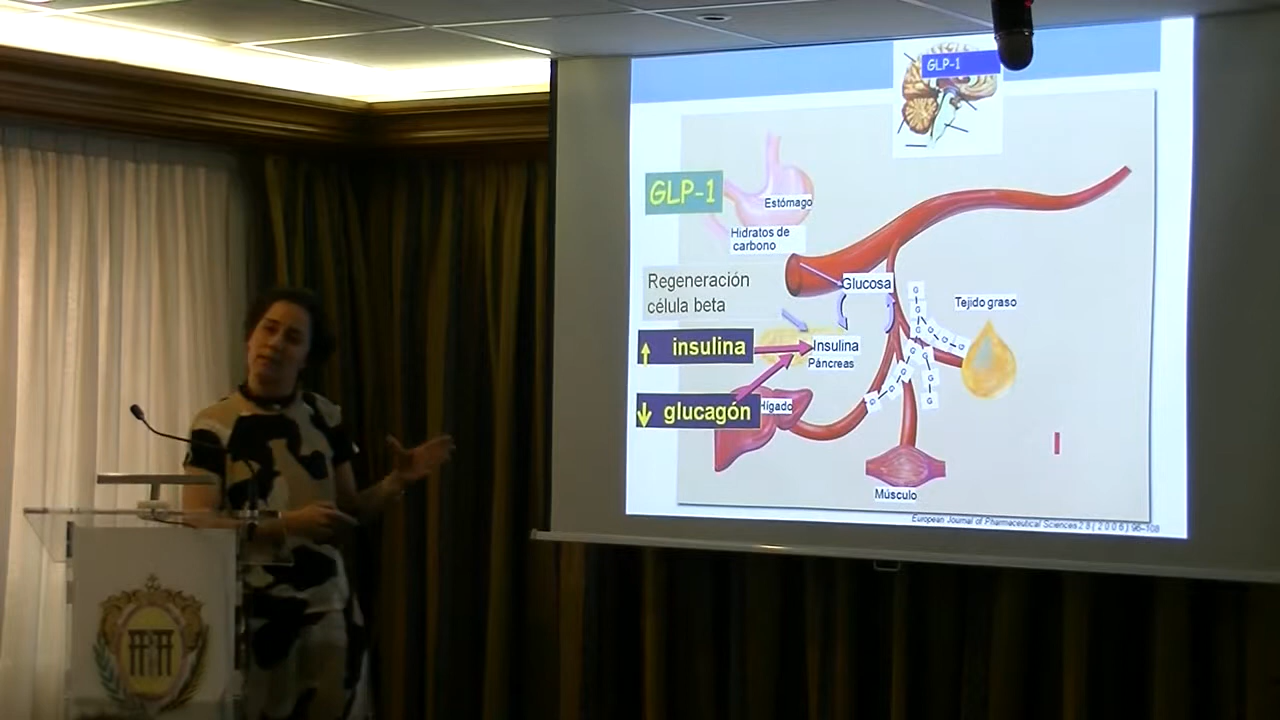 GLP-1
GLP-1
Estómago
Hidratos de
carbono
Regeneración
célula beta
Glucosa
Tejido graso
insulina
Insulina
Páncreas
glucagón
Hígado
Músculo
G
G
G
G
G
G
G
G
G
G
G
European Journal of Pharmaceutical Sciences 28 (2006) 96–108